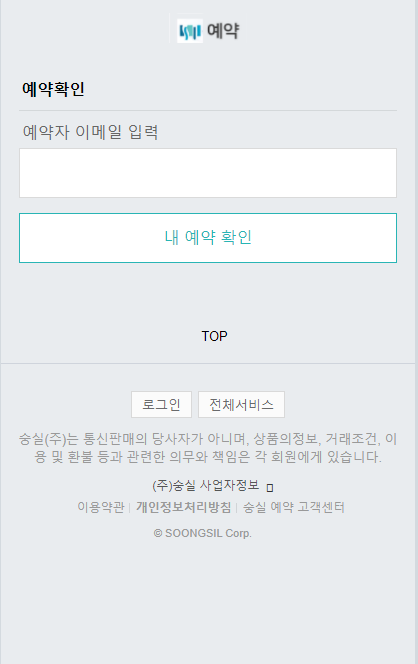 예약
예약확인
예약자 이메일 입력
내 예약 확인
TOP
로그인 전체서비스
숭실(주)는 통신판매의 당사자가 아니며, 상품의정보, 거래조건, 이
용 및 환불 등과 관련한 의무와 책임은 각 회원에게 있습니다.
(주)숭실 사업자정보
이용약관 | 개인정보처리방침 | 숭실 예약 고객센터
© SOONGSIL Corp.